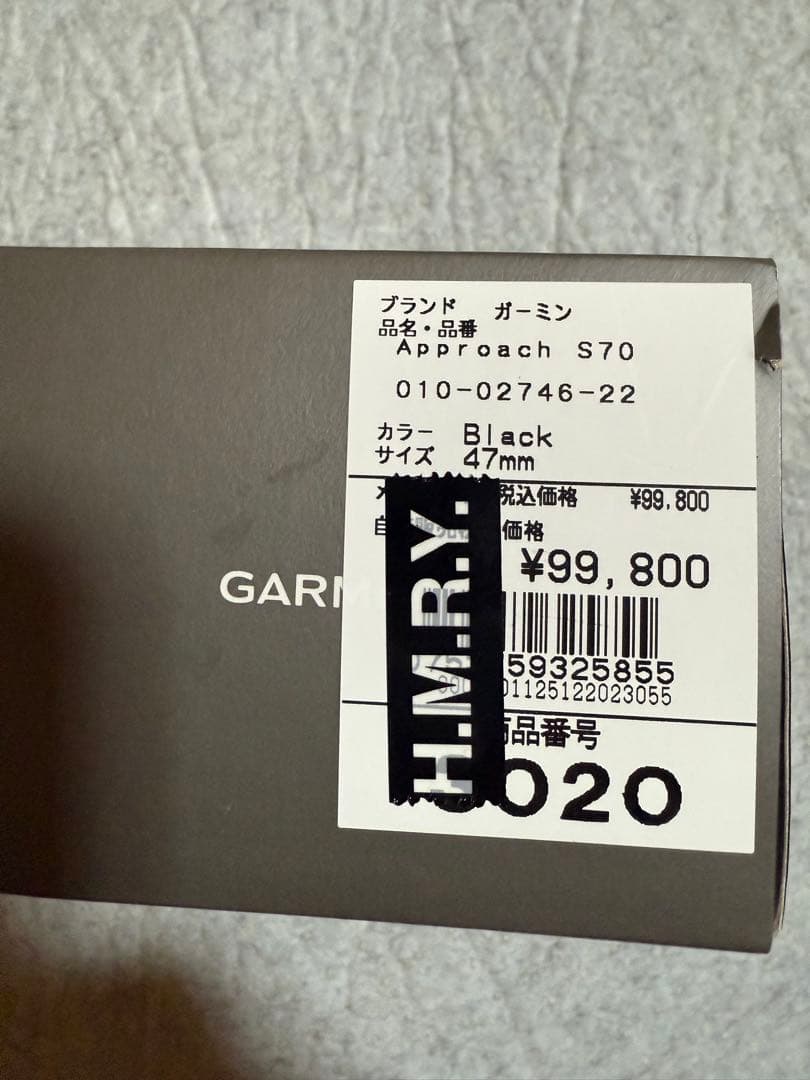 ブランド ガーミン
品名・品番
Approach S70
010-02746-22
カラー Black
サイズ 47mm
税込価格 ¥99,800
価格
¥99,800
GARM
H.M.R.Y.
59325855
01125122023055
商品番号
020